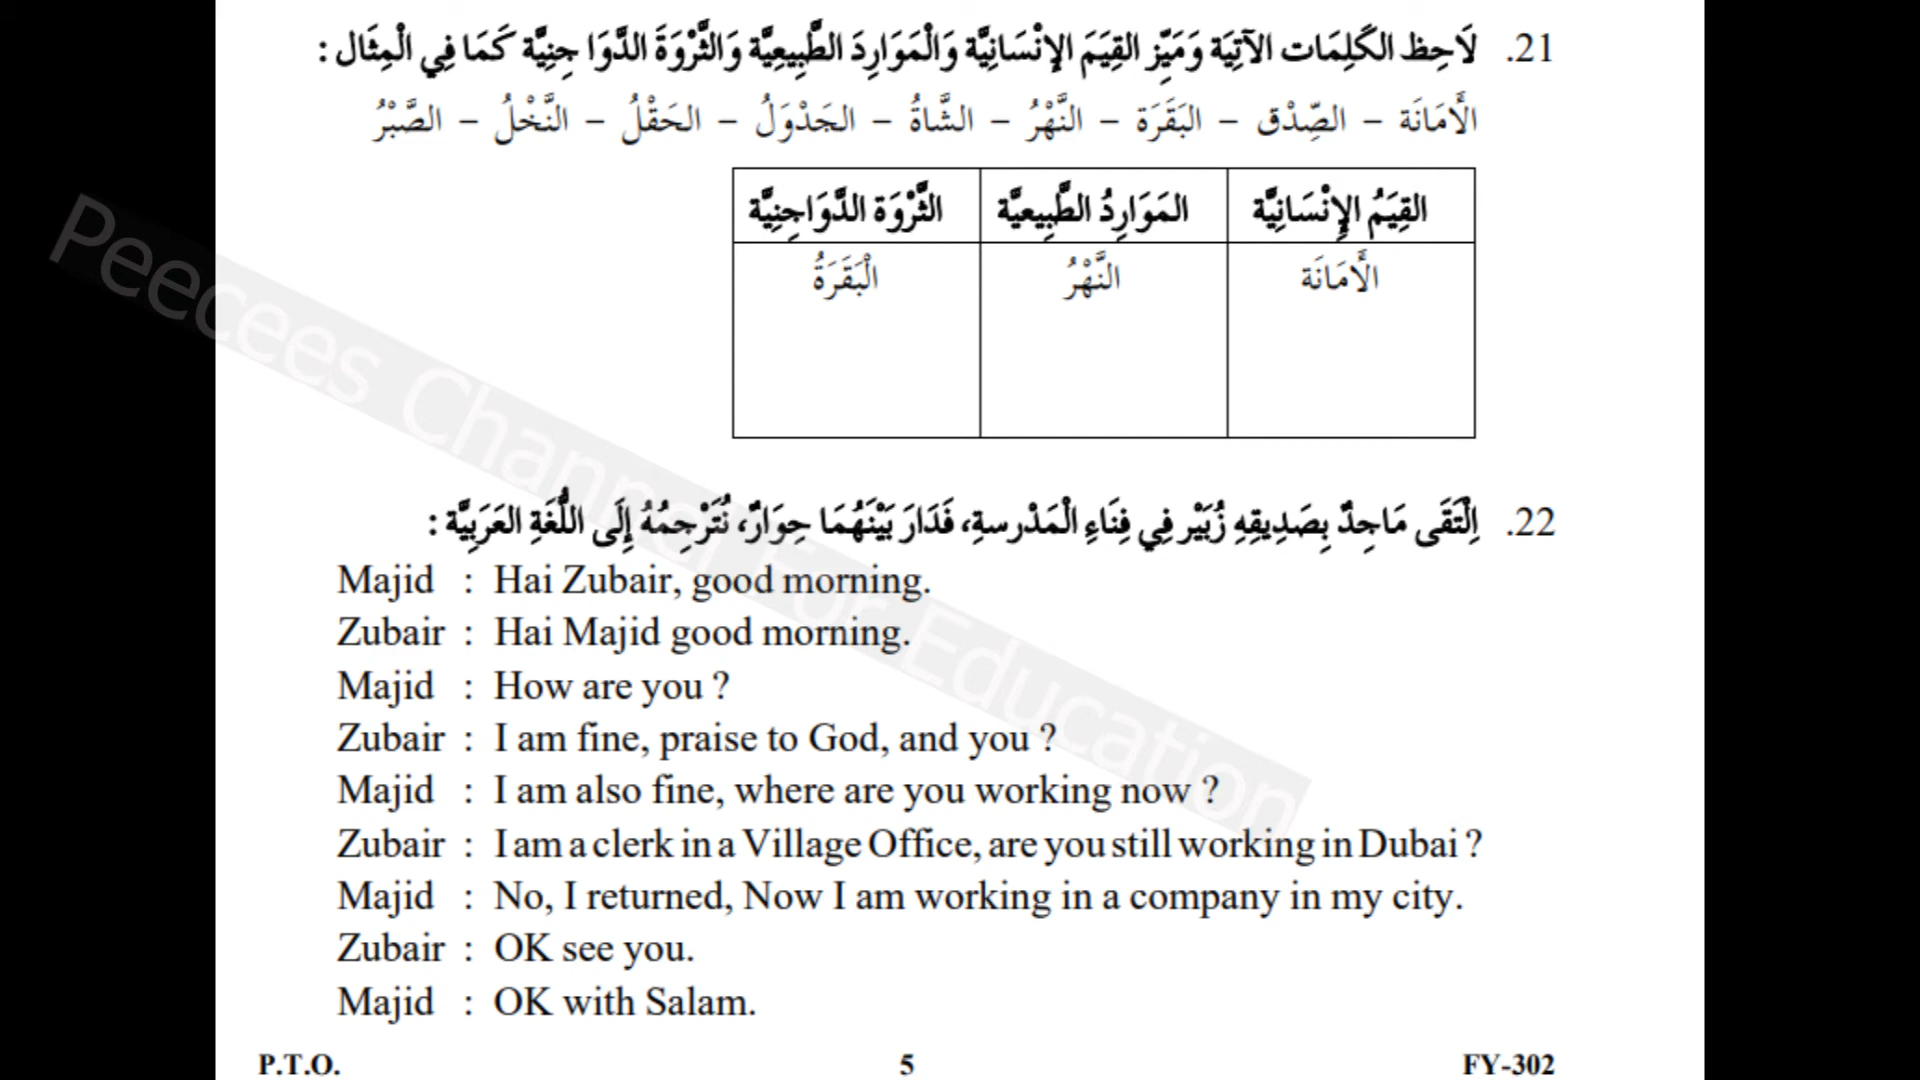 21. لَاحِظ الكَلِمَات الآتِيَة وَمَيِّز القِيَمَ الإِنْسَانِيَّة وَالْمَوَارِدَ الطَّبِيعِيَّة وَالثَّرْوَةَ الدَّوَا جِنِيَّة كَمَا فِي الْمِثَال :
الأَمَانَة – الصِّدْق – البَقَرَة – النَّهْرُ – الشَّاةُ – الجَدْوَلُ – الحَقْلُ – النَّخْلُ – الصَّبْرُ
القِيَمُ الإِنْسَانِيَّة المَوَارِدُ الطَّبِيعيَّة الثَّرْوَة الدَّوَاجِنِيَّة
الأَمَانَة النَّهْرُ الْبَقَرَةُ
22. اِلْتَقَى مَاجِدٌ بِصَدِيقِهِ زُبَيْر فِي فِنَاءِ الْمَدْرسةِ، فَدَارَ بَيْنَهُمَا حِوَارٌ، نُتَرْجِمُهُ إِلَى اللُّغَةِ العَرَبِيَّة :
Majid : Hai Zubair, good morning.
Zubair : Hai Majid good morning.
Majid : How are you ?
Zubair : I am fine, praise to God, and you ?
Majid : I am also fine, where are you working now ?
Zubair : I am a clerk in a Village Office, are you still working in Dubai ?
Majid : No, I returned, Now I am working in a company in my city.
Zubair : OK see you.
Majid : OK with Salam.
P.T.O. 5 FY-302
Peecees Channel For Education